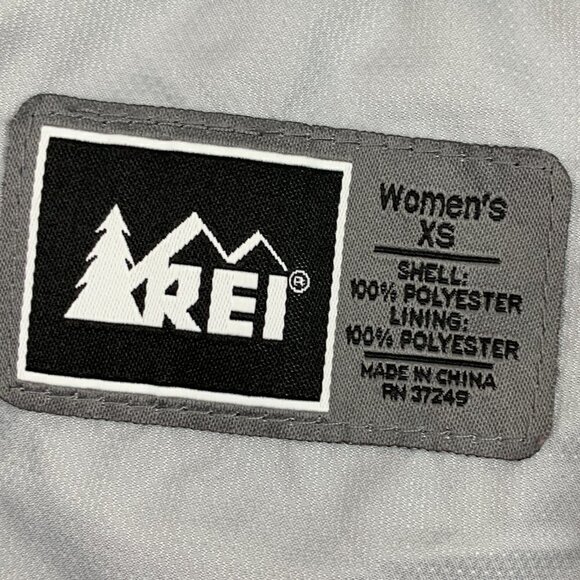 REI®
Women's
XS
SHELL:
100% POLYESTER
LINING:
100% POLYESTER
MADE IN CHINA
RN 37249